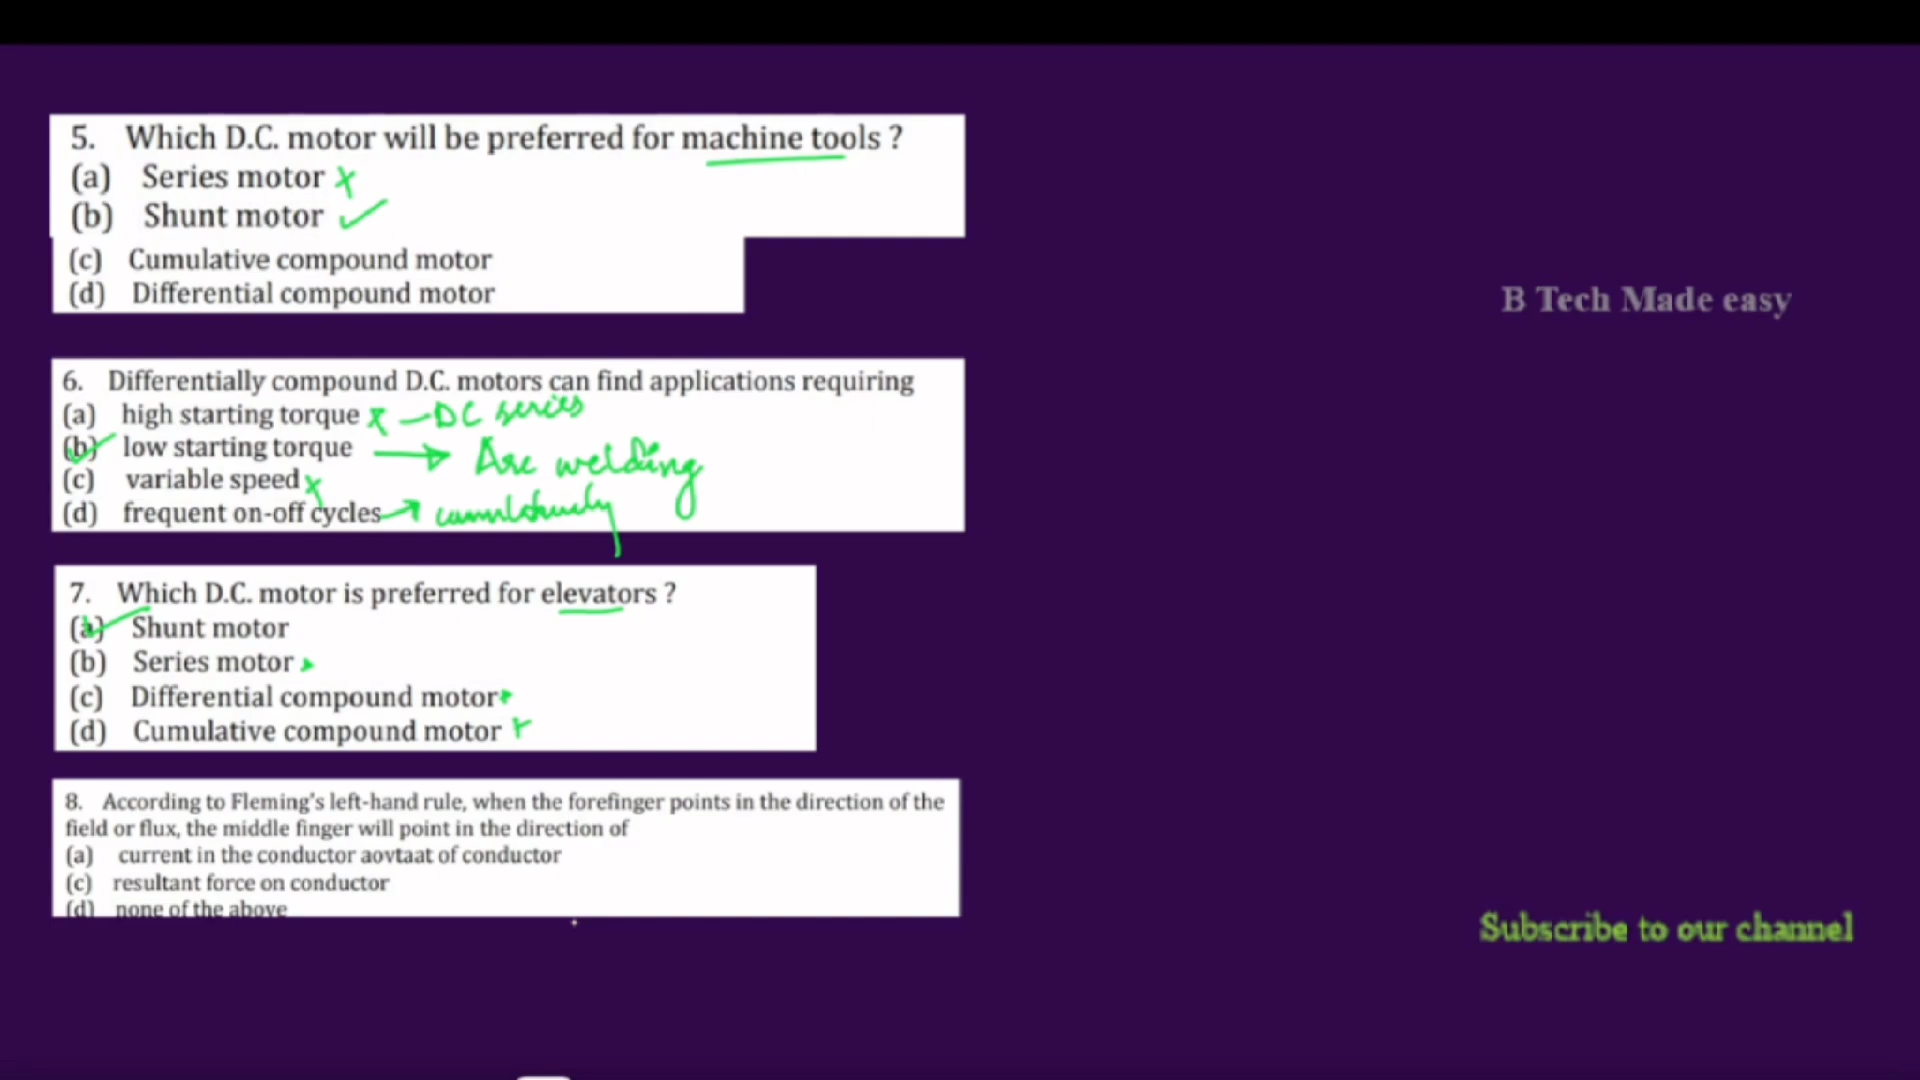 5. Which D.C. motor will be preferred for machine tools ?
(a) Series motor x
(b) Shunt motor ✓
(c) Cumulative compound motor
(d) Differential compound motor
B Tech Made easy
6. Differentially compound D.C. motors can find applications requiring
(a) high starting torque x – DC series
(b) low starting torque → Arc welding
(c) variable speed x
(d) frequent on-off cycles →
7. Which D.C. motor is preferred for elevators ?
(a) Shunt motor
(b) Series motor
(c) Differential compound motor
(d) Cumulative compound motor
8. According to Fleming's left-hand rule, when the forefinger points in the direction of the
field or flux, the middle finger will point in the direction of
(a) current in the conductor aovtaat of conductor
(c) resultant force on conductor
(d) none of the above
Subscribe to our channel